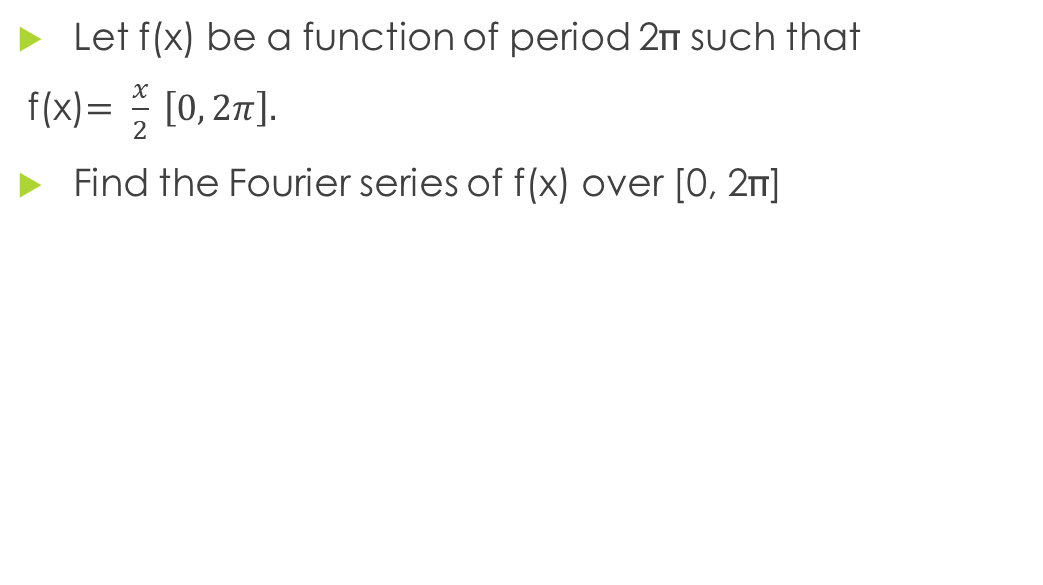 ▶ Let f(x) be a function of period 2π such that
f(x)= x/2 [0, 2π].
▶ Find the Fourier series of f(x) over [0, 2π]